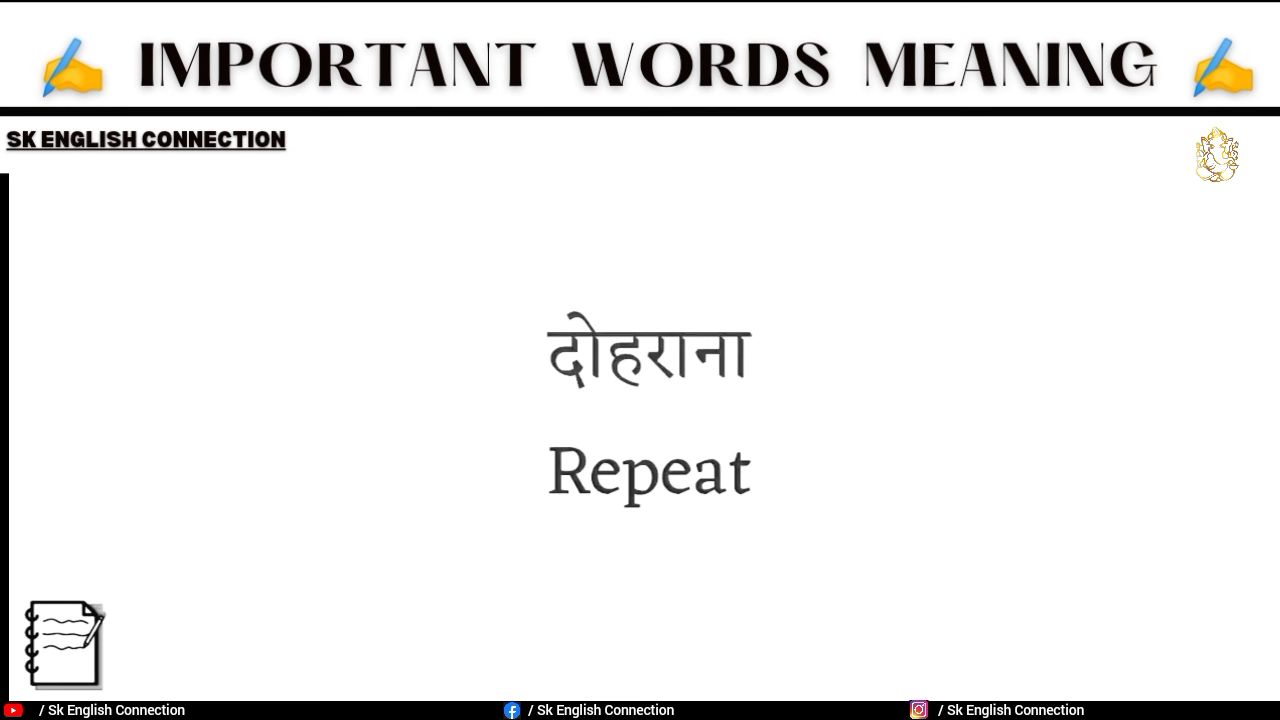 IMPORTANT WORDS MEANING
SK ENGLISH CONNECTION
दोहराना
Repeat
/ Sk English Connection
/ Sk English Connection
/ Sk English Connection